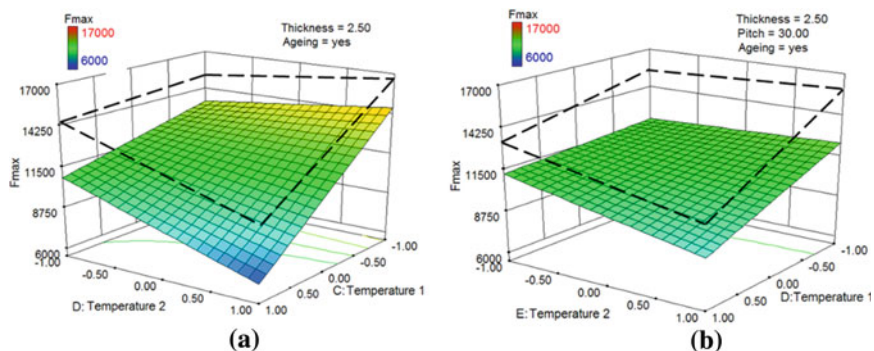 Fmax
17000
6000
Thickness = 2.50
Ageing = yes
17000
14250
11500
8750
6000
Fmax
-1.00
-0.50
0.00
0.50
1.00
D: Temperature 2
1.00
0.50
0.00
-0.50
-1.00
C: Temperature 1
(a)
Fmax
17000
6000
Thickness = 2.50
Pitch = 30.00
Ageing = yes
17000
14250
11500
8750
6000
Fmax
-1.00
-0.50
0.00
0.50
1.00
E: Temperature 2
1.00
0.50
0.00
-0.50
-1.00
D: Temperature 1
(b)